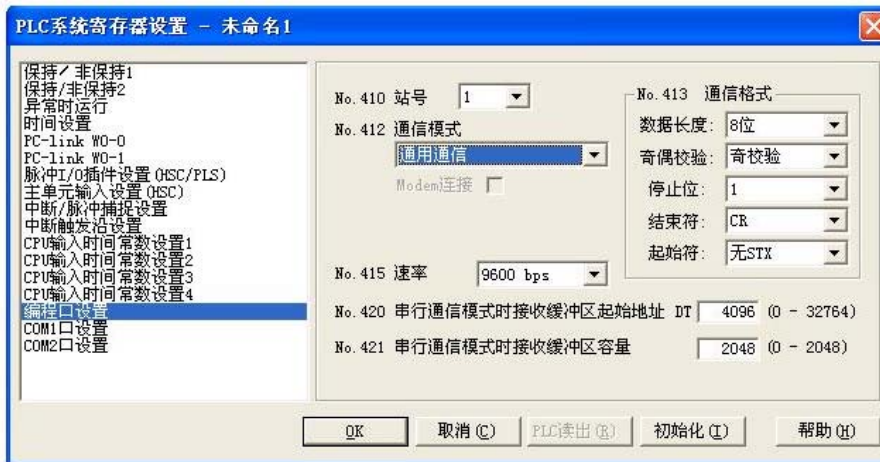 PLC系统寄存器设置 - 未命名1
保持/非保持1
保持/非保持2
异常时运行
时间设置
PC-link W0-0
PC-link W0-1
脉冲I/O插件设置(HSC/PLS)
主单元输入设置(HSC)
中断/脉冲捕捉设置
中断触发沿设置
CPU输入时间常数设置1
CPU输入时间常数设置2
CPU输入时间常数设置3
CPU输入时间常数设置4
编程口设置
COM1口设置
COM2口设置
No.410 站号 1
No.412 通信模式
通用通信
Modem连接
No.413 通信格式
数据长度: 8位
奇偶校验: 奇校验
停止位: 1
结束符: CR
起始符: 无STX
No.415 速率 9600 bps
No.420 串行通信模式时接收缓冲区起始地址 DT 4096 (0 - 32764)
No.421 串行通信模式时接收缓冲区容量 2048 (0 - 2048)
OK 取消(C) PLC读出(R) 初始化(I) 帮助(H)